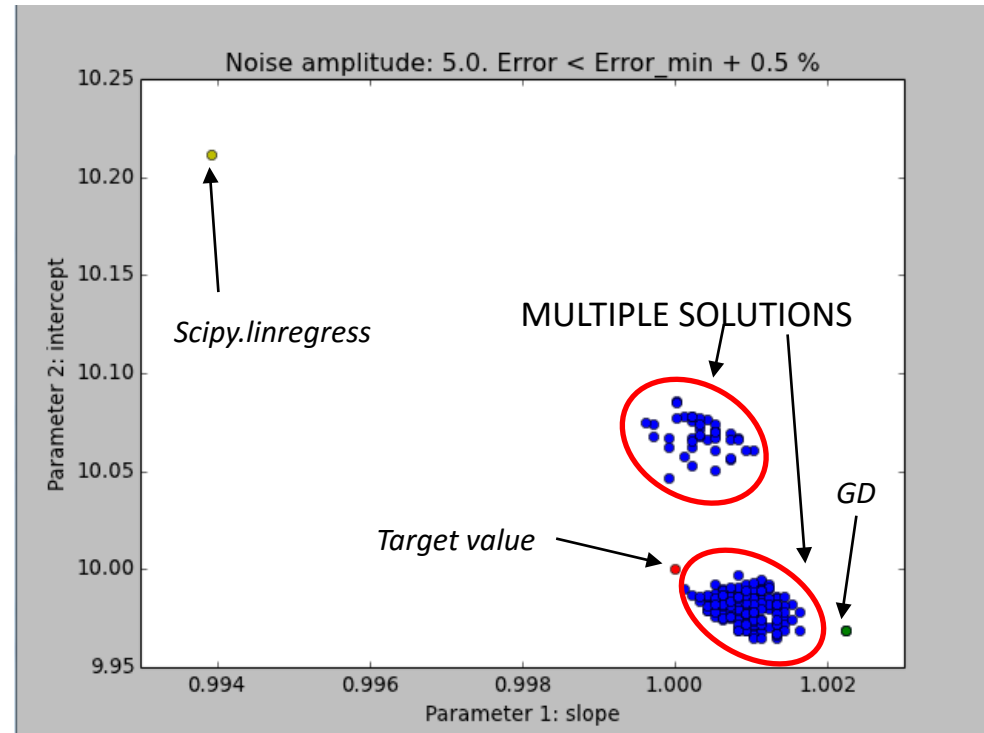 Noise amplitude: 5.0. Error < Error_min + 0.5 %
10.25
10.20
10.15
10.10
10.05
10.00
9.95
Parameter 2: intercept
Scipy.linregress
MULTIPLE SOLUTIONS
GD
Target value
0.994 0.996 0.998 1.000 1.002
Parameter 1: slope